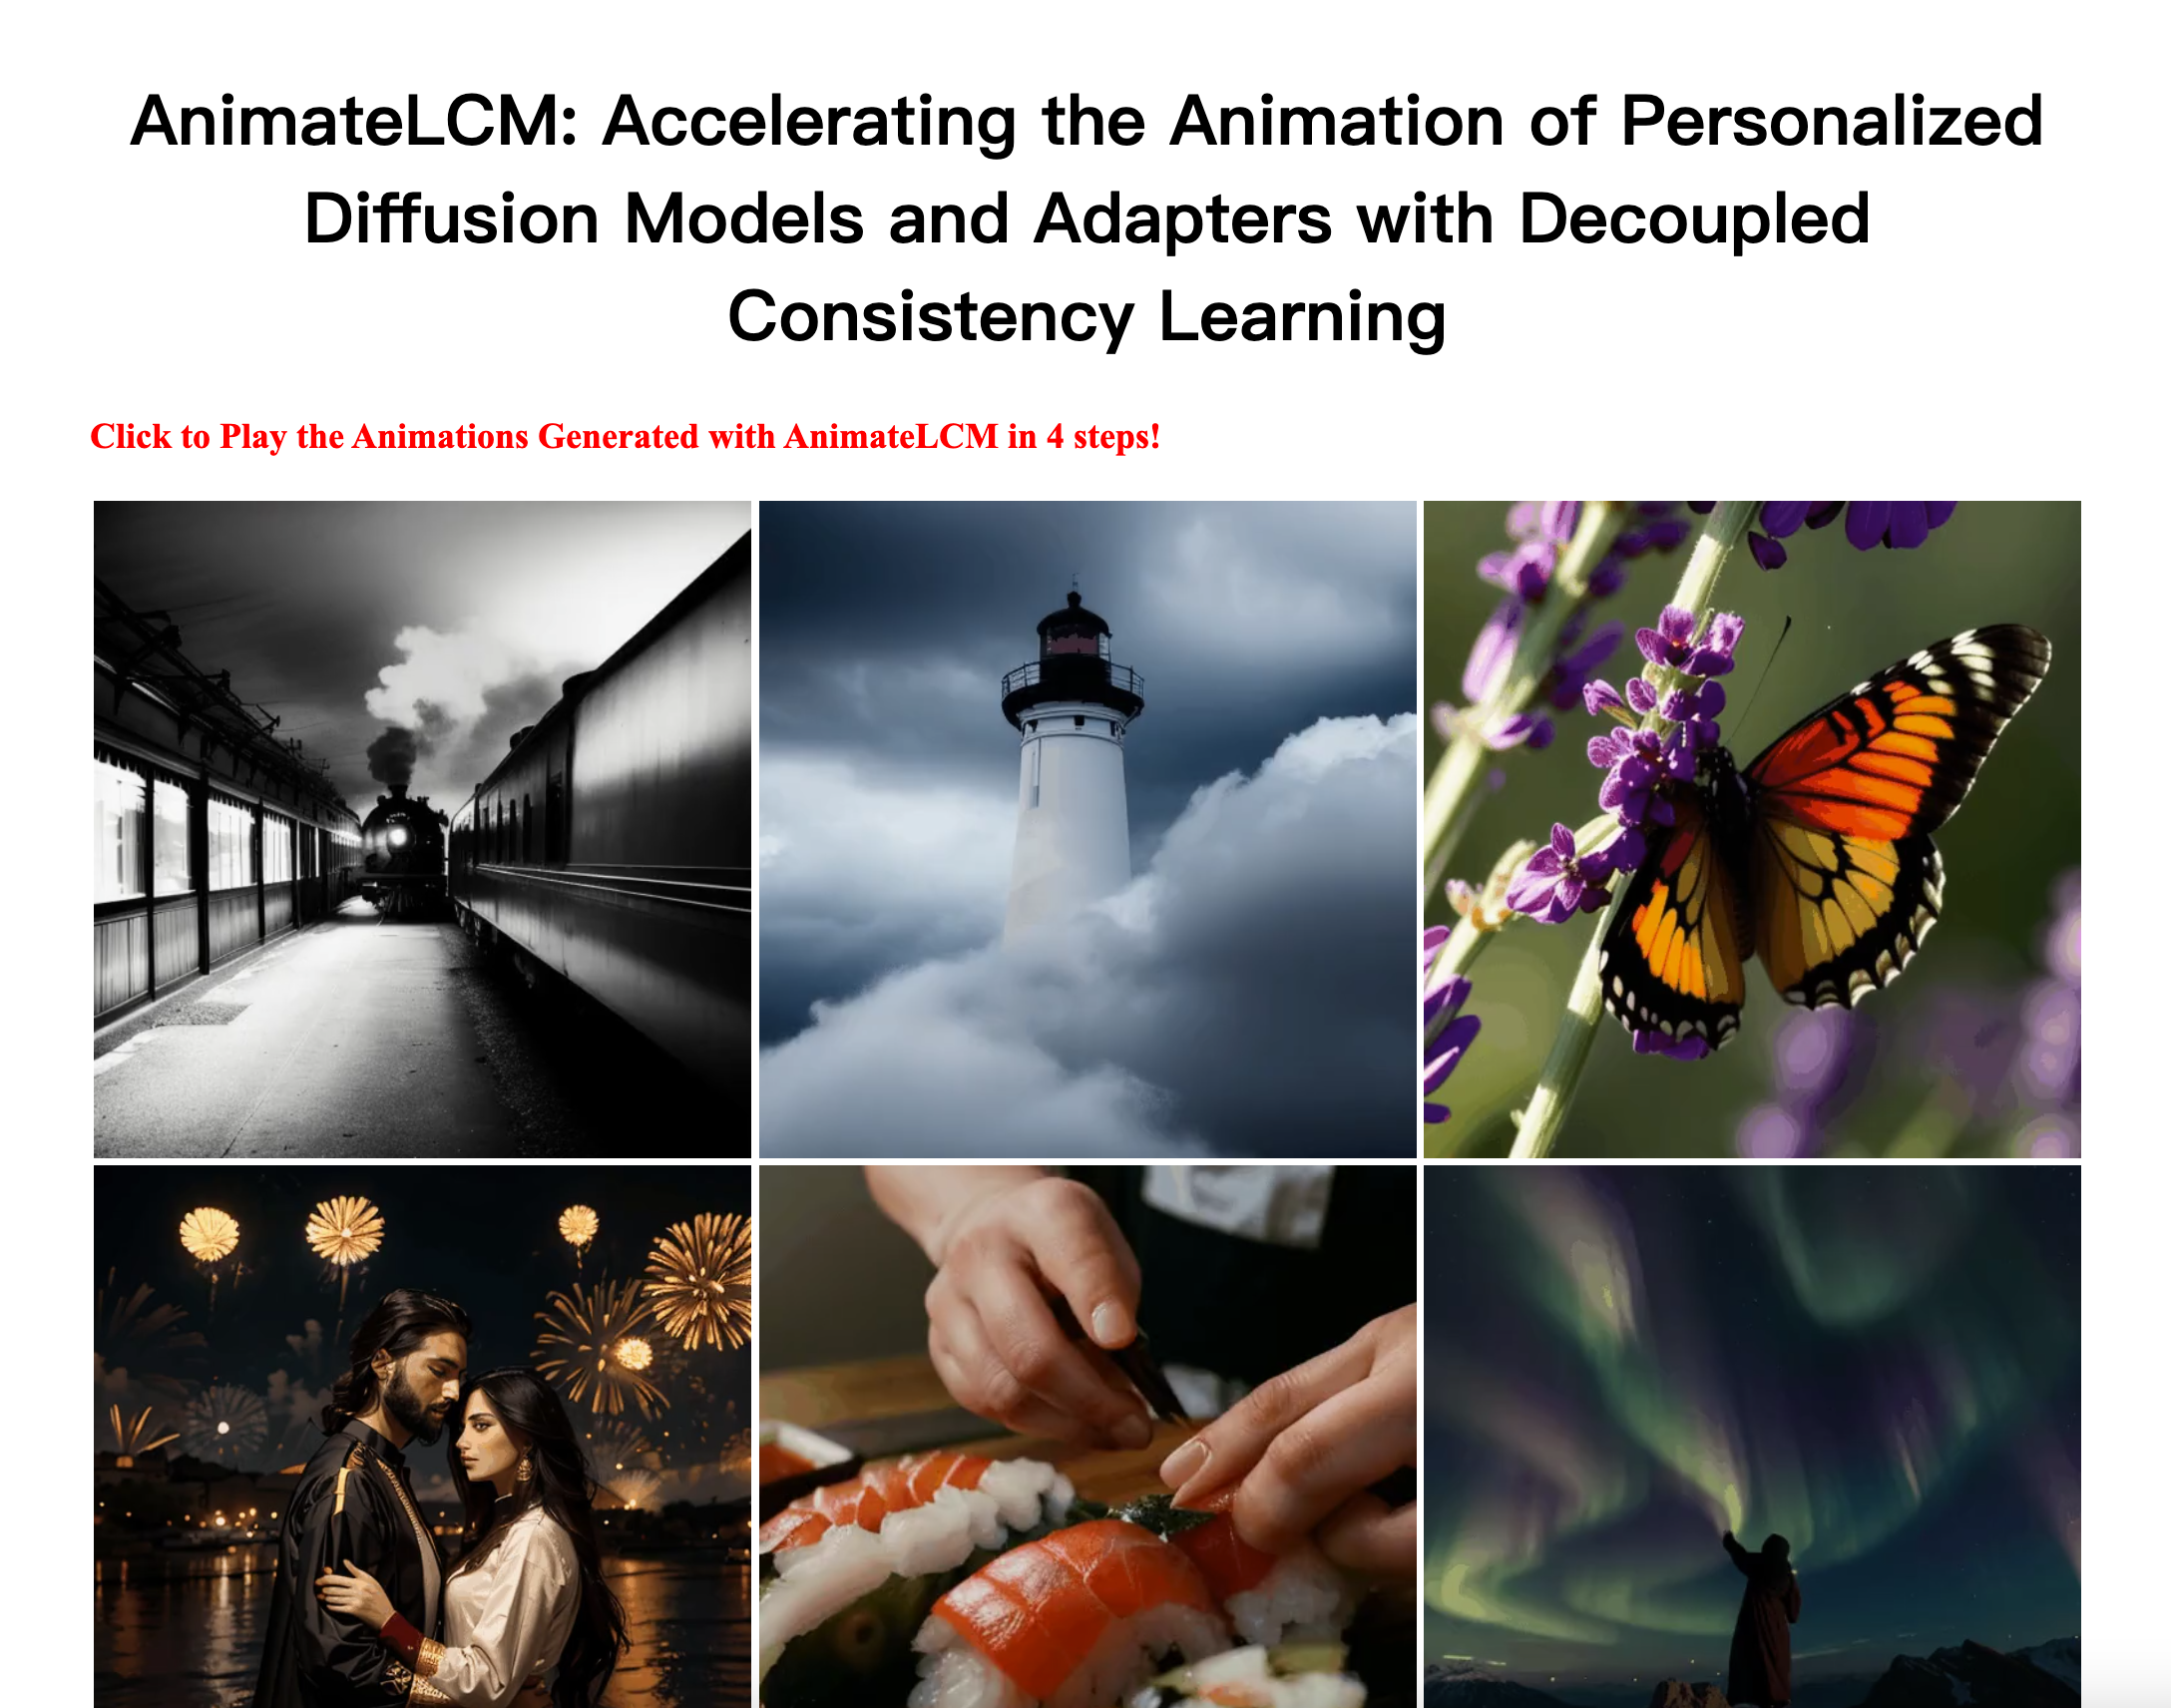 AnimateLCM: Accelerating the Animation of Personalized
Diffusion Models and Adapters with Decoupled
Consistency Learning
Click to Play the Animations Generated with AnimateLCM in 4 steps!